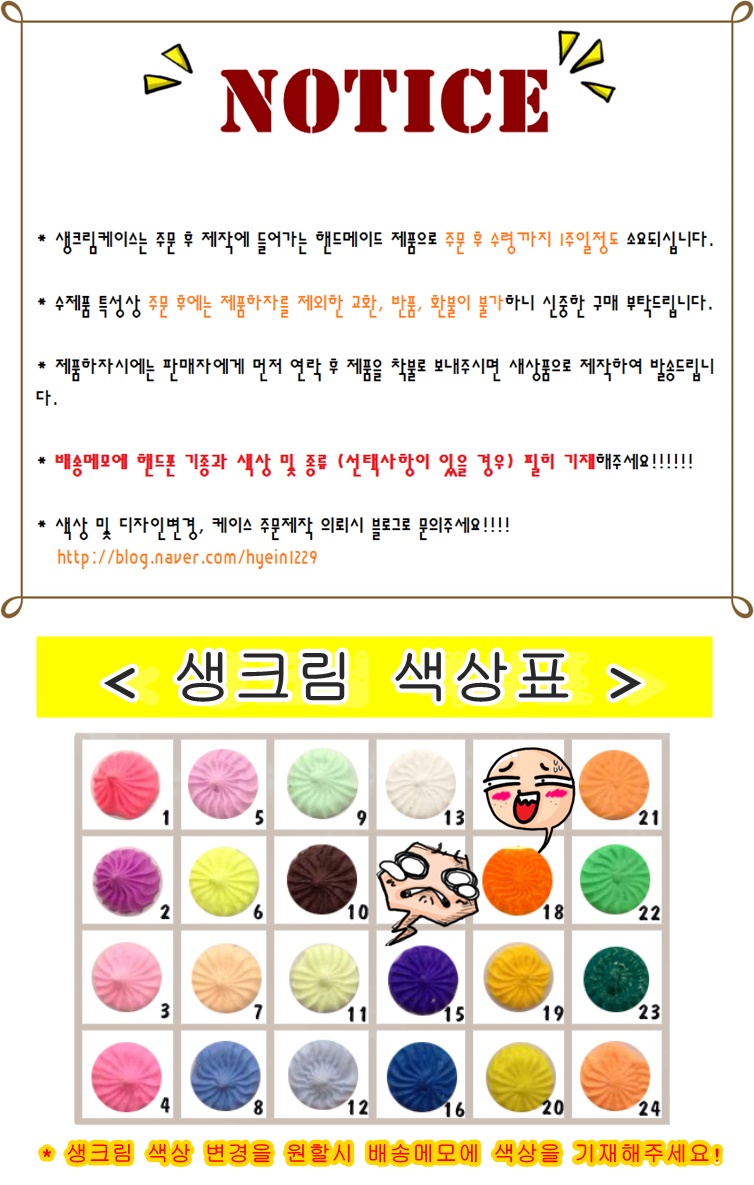 NOTICE
* 생크림케이스는 주문 후 제작에 들어가는 핸드메이드 제품으로 주문 후 수령까지 1주일정도 소요되십니다.
* 수제품 특성상 주문 후에는 제품하자를 제외한 교환, 반품, 환불이 불가하니 신중한 구매 부탁드립니다.
* 제품하자시에는 판매자에게 먼저 연락 후 제품을 착불로 보내주시면 새상품으로 제작하여 발송드립니
다.
* 배송메모에 핸드폰 기종과 색상 및 종류 (선택사항이 있을 경우) 필히 기재해주세요!!!!!!
* 색상 및 디자인변경, 케이스 주문제작 의뢰시 블로그로 문의주세요!!!!
http://blog.naver.com/hyein1229
< 생크림 색상표 >
1 5 9 13 21
2 6 10 18 22
3 7 11 15 19 23
4 8 12 16 20 24
* 생크림 색상 변경을 원할시 배송메모에 색상을 기재해주세요!